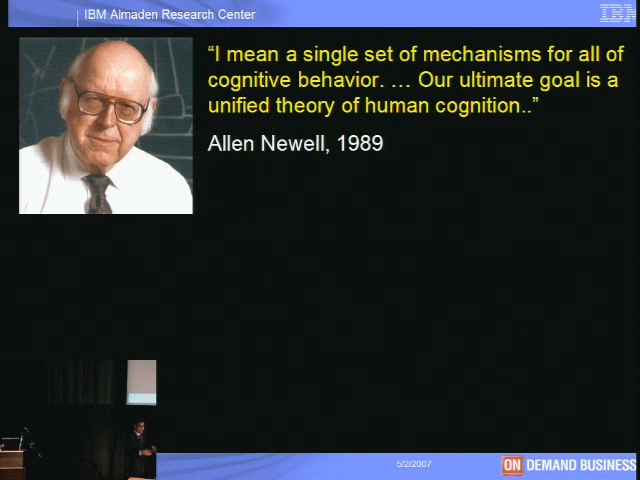 IBM Almaden Research Center
IBM
“I mean a single set of mechanisms for all of
cognitive behavior. … Our ultimate goal is a
unified theory of human cognition..”
Allen Newell, 1989
5/2/2007
ON DEMAND BUSINESS